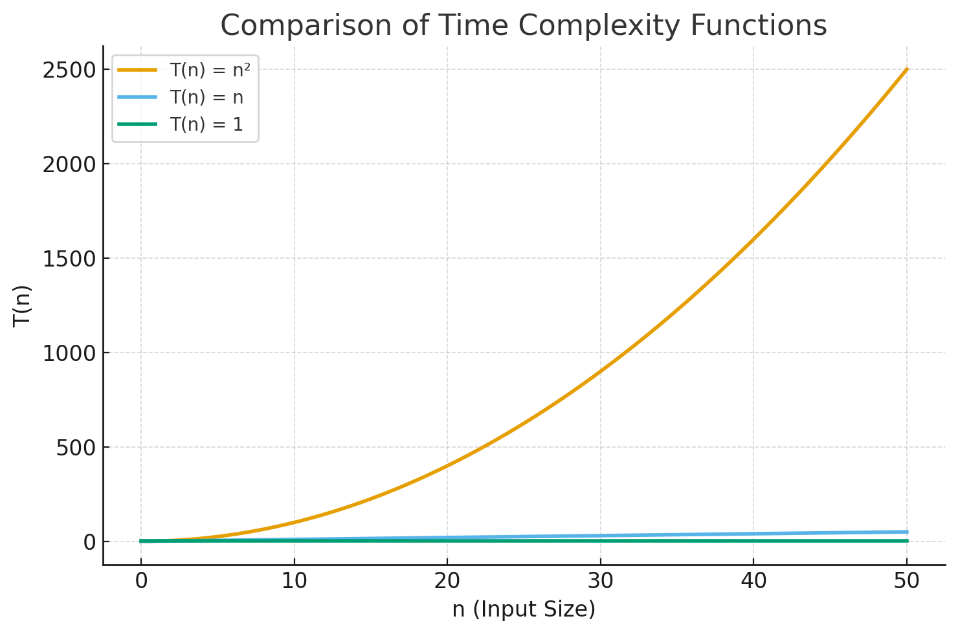 Comparison of Time Complexity Functions
T(n) = n²
T(n) = n
T(n) = 1
2500
2000
1500
1000
500
0
T(n)
0 10 20 30 40 50
n (Input Size)